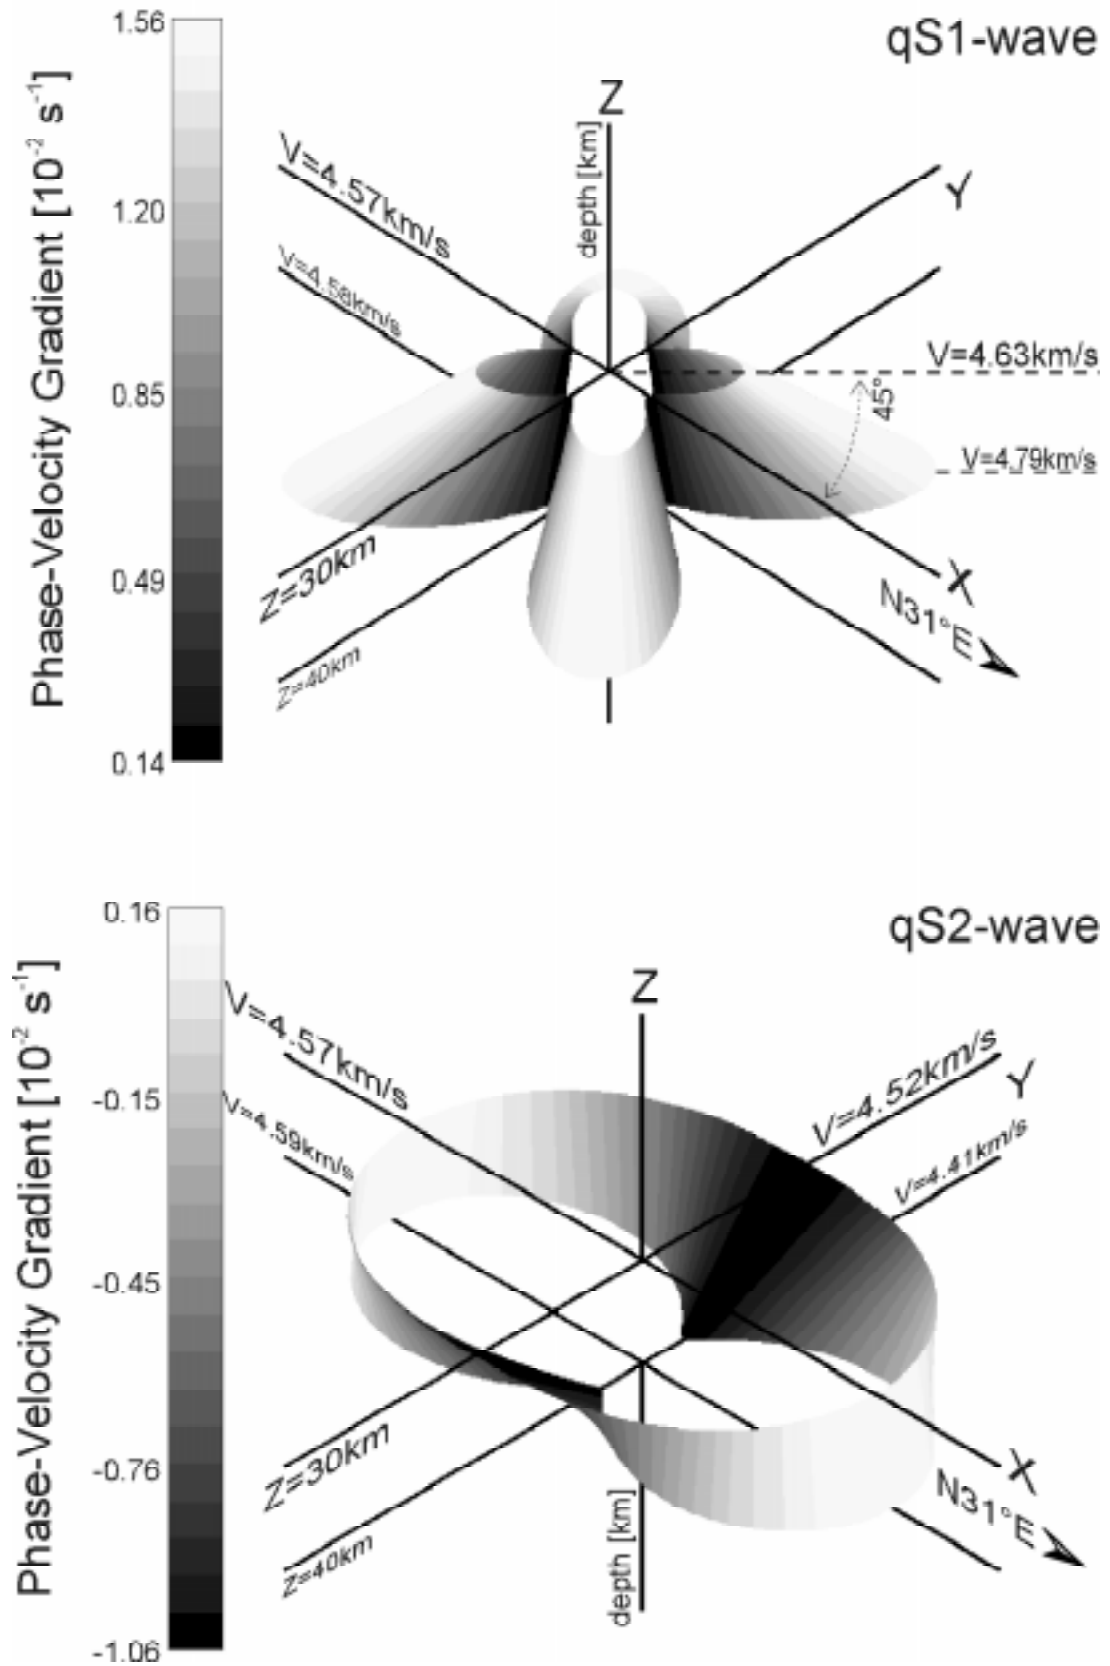 qS1-wave
Phase-Velocity Gradient [10⁻² s⁻¹]
1.56
1.20
0.85
0.49
0.14
Z
depth [km]
V=4.57km/s
V=4.58km/s
Y
V=4.63km/s
45°
V=4.79km/s
X
N31°E
Z=30km
Z=40km
qS2-wave
Phase-Velocity Gradient [10⁻² s⁻¹]
0.16
-0.15
-0.45
-0.76
-1.06
Z
V=4.57km/s
V=4.59km/s
V=4.52km/s
Y
V=4.41km/s
X
N31°E
Z=30km
Z=40km
depth [km]